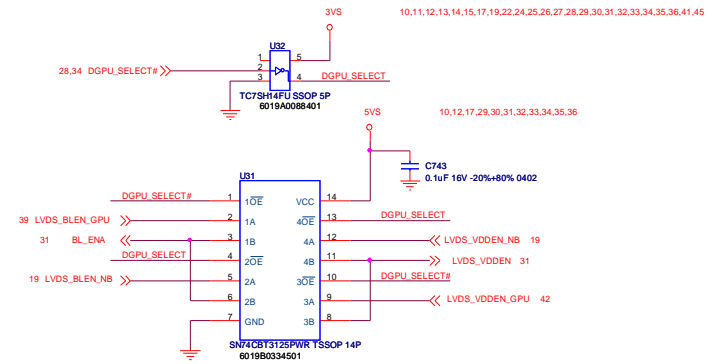 3VS
10,11,12,13,14,15,17,19,22,24,25,26,27,28,29,30,31,32,33,34,35,36,41,45
U32
1
5
28,34 DGPU_SELECT#
2
3
4
DGPU_SELECT
TC7SH14FU SSOP 5P
6019A0088401
5VS
10,12,17,29,30,31,32,33,34,35,36
C743
0.1uF 16V -20%+80% 0402
U31
DGPU_SELECT# 1 1OE VCC 14
39 LVDS_BLEN_GPU 2 1A 4OE 13 DGPU_SELECT
31 BL_ENA 3 1B 4A 12 LVDS_VDDEN_NB 19
DGPU_SELECT 4 2OE 4B 11 LVDS_VDDEN 31
19 LVDS_BLEN_NB 5 2A 3OE 10 DGPU_SELECT#
6 2B 3A 9 LVDS_VDDEN_GPU 42
7 GND 3B 8
SN74CBT3125PWR TSSOP 14P
6019B0334501